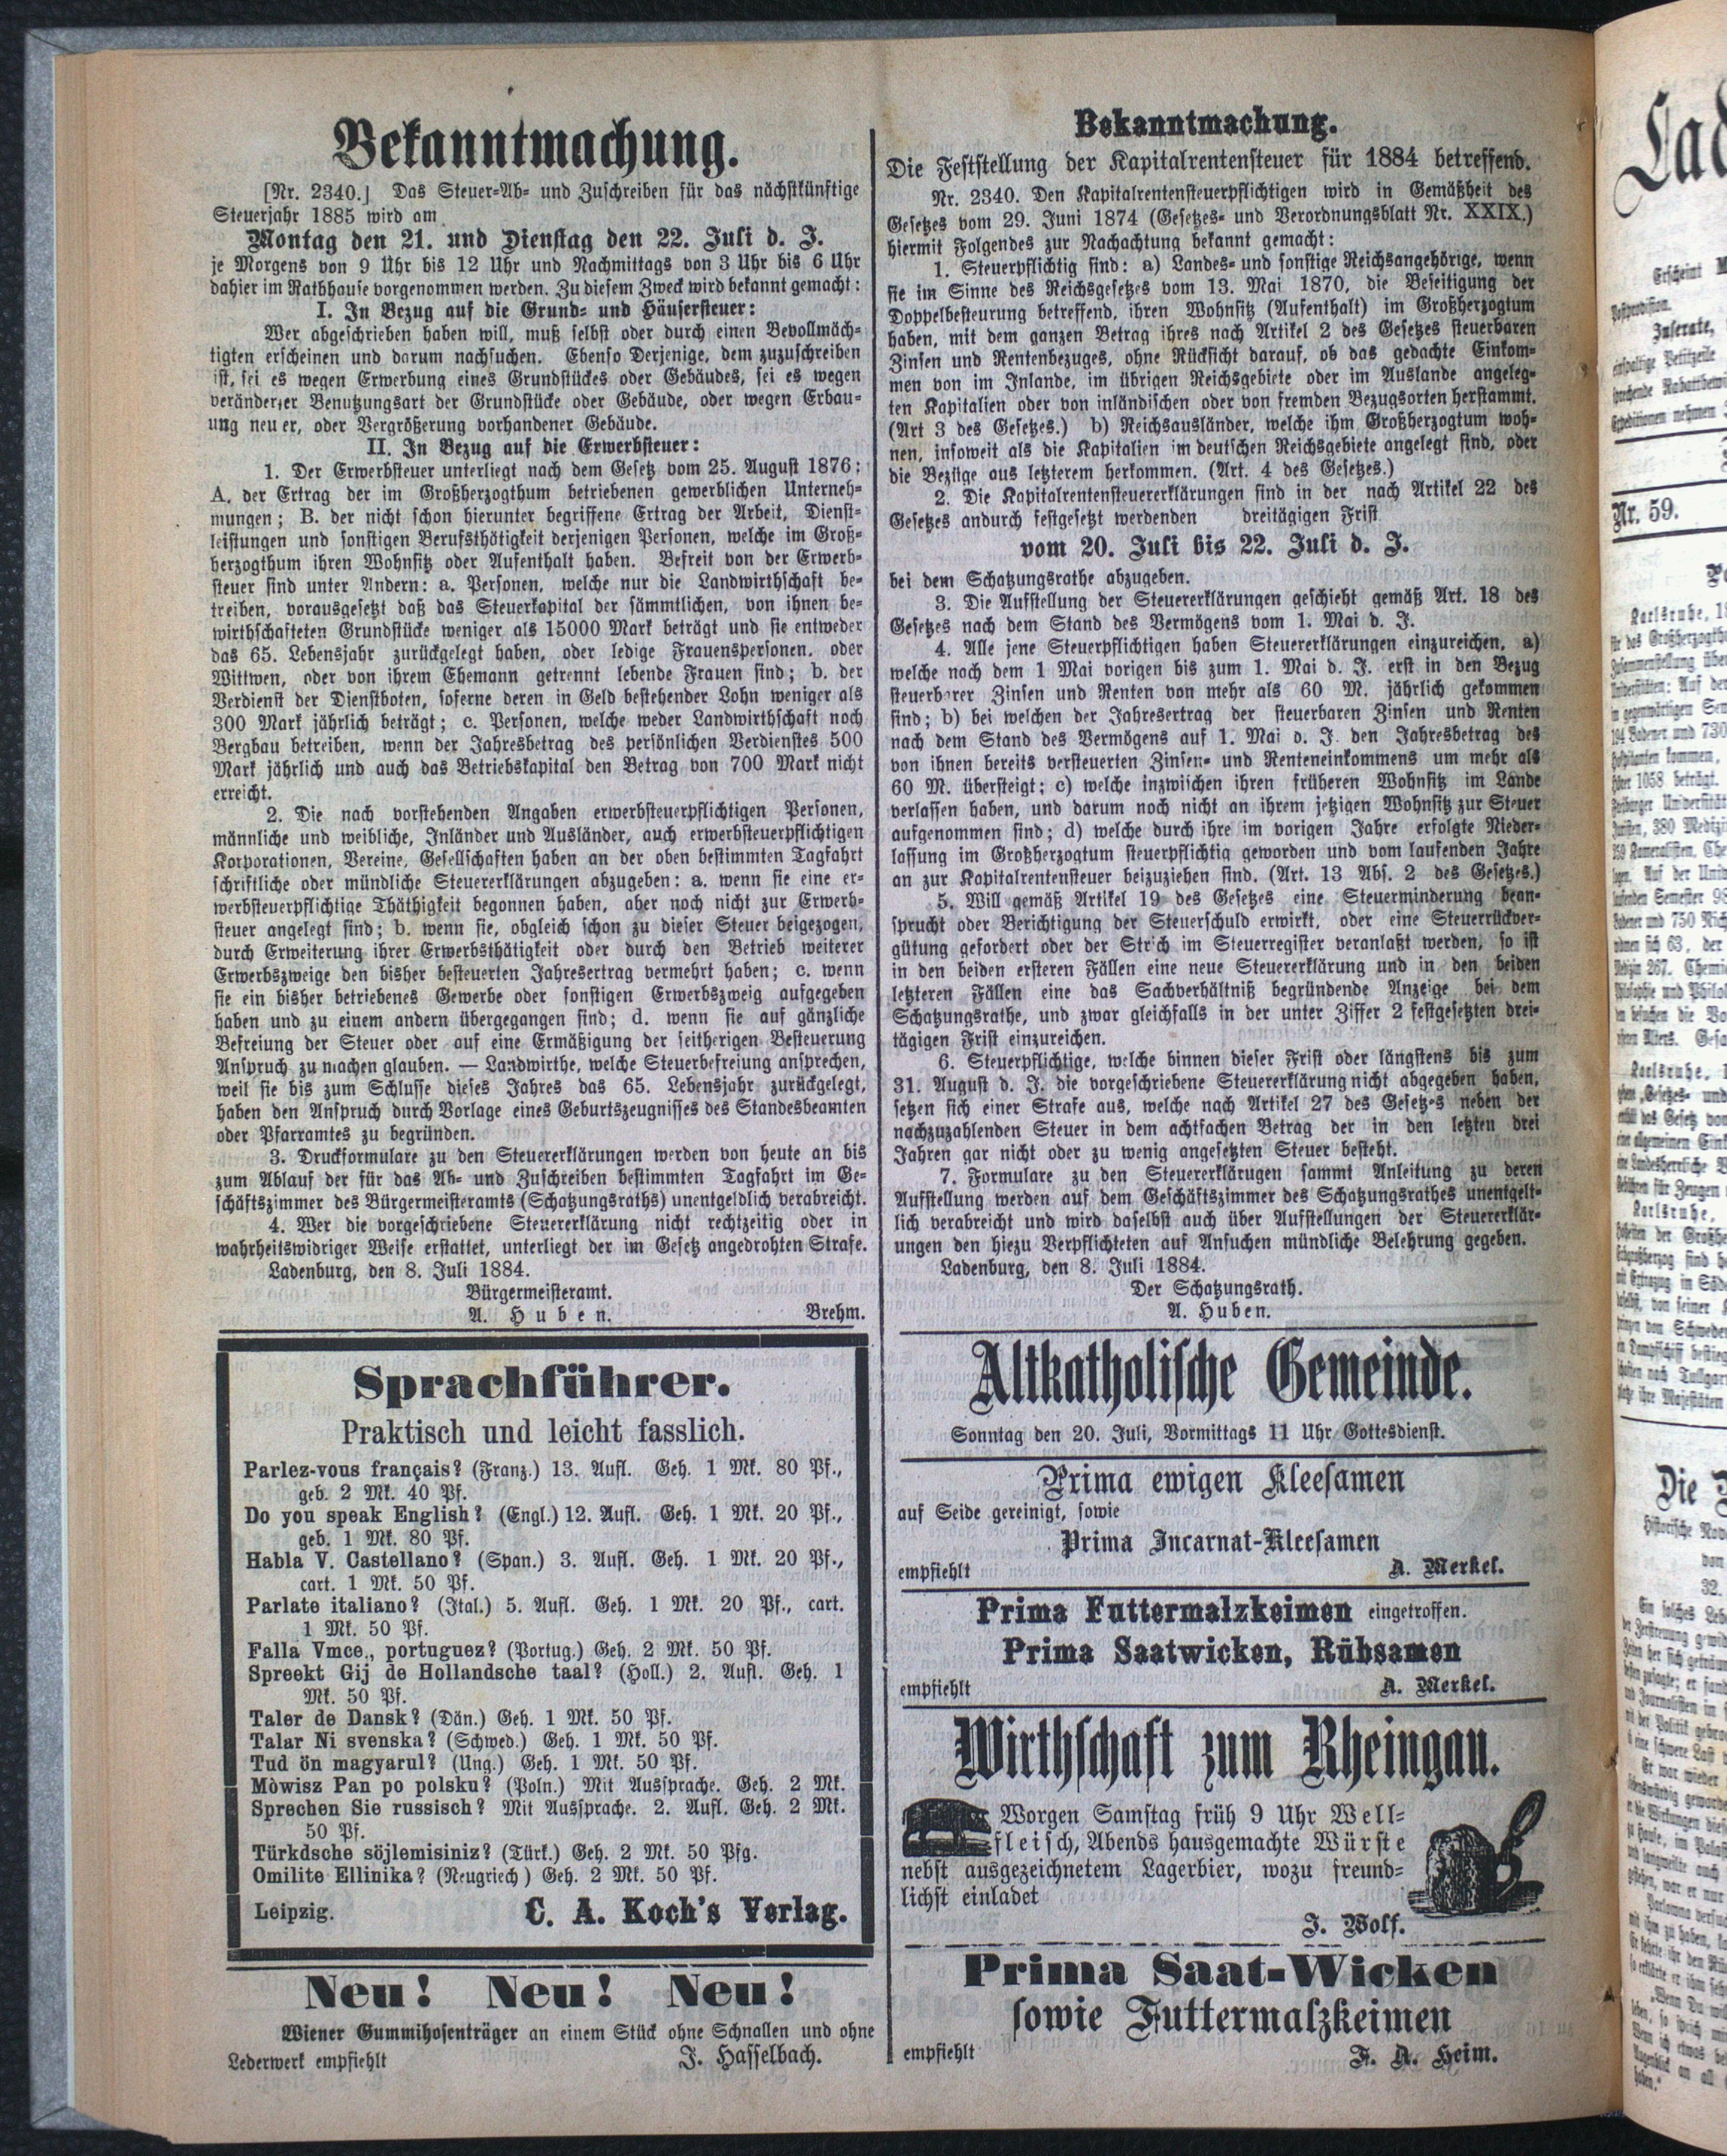 Bekanntmachung.
[Nr. 2340.] Das Steuer-Ab- und Zuschreiben für das nächstkünftige
Steuerjahr 1885 wird am
Montag den 21. und Dienstag den 22. Juli d. J.
je Morgens von 9 Uhr bis 12 Uhr und Nachmittags von 3 Uhr bis 6 Uhr
dahier im Rathhause vorgenommen werden. Zu diesem Zweck wird bekannt gemacht:
I. In Bezug auf die Grund- und Häusersteuer:
Wer abgeschrieben haben will, muß selbst oder durch einen Bevollmäch-
tigten erscheinen und darum nachsuchen. Ebenso Derjenige, dem zuzuschreiben
ist, sei es wegen Erwerbung eines Grundstückes oder Gebäudes, sei es wegen
veränderter Benutzungsart der Grundstücke oder Gebäude, oder wegen Erbau-
ung neuer, oder Vergrößerung vorhandener Gebäude.
II. In Bezug auf die Erwerbsteuer:
1. Der Erwerbsteuer unterliegt nach dem Gesetz vom 25. August 1876:
A. der Ertrag der im Großherzogthum betriebenen gewerblichen Unterneh-
mungen; B. der nicht schon hierunter begriffene Ertrag der Arbeit, Dienst-
leistungen und sonstigen Berufsthötigkeit derjenigen Personen, welche im Groß-
herzogthum ihren Wohnsitz oder Aufenthalt haben. Befreit von der Erwerb-
steuer sind unter Andern: a. Personen, welche nur die Landwirthschaft be-
treiben, vorausgesetzt daß das Steuerkapital der sämmtlichen, von ihnen be-
wirthschafteten Grundstücke weniger als 15000 Mark beträgt und sie entweder
das 65. Lebensjahr zurückgelegt haben, oder ledige Frauenspersonen, oder
Wittwen, oder von ihrem Ehemann getrennt lebende Frauen sind; b. der
Verdienst der Dienstboten, soferne deren in Geld bestehender Lohn weniger als
300 Mark jährlich beträgt; c. Personen, welche weder Landwirthschaft noch
Bergbau betreiben, wenn der Jahresbetrag des persönlichen Verdienstes 500
Mark jährlich und auch das Betriebskapital den Betrag von 700 Mark nicht
erreicht.
2. Die nach vorstehenden Angaben erwerbsteuerpflichtigen Personen,
männliche und weibliche, Inländer und Ausländer, auch erwerbsteuerpflichtigen
Korporationen, Vereine, Gesellschaften haben an der oben bestimmten Tagfahrt
schriftliche oder mündliche Steuererklärungen abzugeben: a. wenn sie eine er-
werbsteuerpflichtige Thäthigkeit begonnen haben, aber noch nicht zur Erwerb-
steuer angelegt sind; b. wenn sie, obgleich schon zu dieser Steuer beigezogen,
durch Erweiterung ihrer Erwerbsthätigkeit oder durch den Betrieb weiterer
Erwerbszweige den bisher besteuerten Jahresertrag vermehrt haben; c. wenn
sie ein bisher betriebenes Gewerbe oder sonstigen Erwerbszweig aufgegeben
haben und zu einem andern übergegangen sind; d. wenn sie auf gänzliche
Befreiung der Steuer oder auf eine Ermäßigung der seitherigen Besteuerung
Anspruch zu machen glauben. — Landwirthe, welche Steuerbefreiung ansprechen,
weil sie bis zum Schlusse dieses Jahres das 65. Lebensjahr zurückgelegt,
haben den Anspruch durch Vorlage eines Geburtszeugnisses des Standesbeamten
oder Pfarramtes zu begründen.
3. Druckformulare zu den Steuererklärungen werden von heute an bis
zum Ablauf der für das Ab- und Zuschreiben bestimmten Tagfahrt im Ge-
schäftszimmer des Bürgermeisteramts (Schatzungsraths) unentgeldlich verabreicht.
4. Wer die vorgeschriebene Steuererklärung nicht rechtzeitig oder in
wahrheitswidriger Weise erstattet, unterliegt der im Gesetz angedrohten Strafe.
Ladenburg, den 8. Juli 1884.
Bürgermeisteramt.
A. Huben. Brehm.
Sprachführer.
Praktisch und leicht fasslich.
Parlez-vous français? (Franz.) 13. Aufl. Geh. 1 Mk. 80 Pf.,
geb. 2 Mk. 40 Pf.
Do you speak English? (Engl.) 12. Aufl. Geh. 1 Mk. 20 Pf.,
geb. 1 Mk. 80 Pf.
Habla V. Castellano? (Span.) 3. Aufl. Geh. 1 Mk. 20 Pf.,
cart. 1 Mk. 50 Pf.
Parlate italiano? (Ital.) 5. Aufl. Geh. 1 Mk. 20 Pf., cart.
1 Mk. 50 Pf.
Falla Vmce., portuguez? (Portug.) Geh. 2 Mk. 50 Pf.
Spreekt Gij de Hollandsche taal? (Holl.) 2. Aufl. Geh. 1
Mk. 50 Pf.
Taler de Dansk? (Dän.) Geh. 1 Mk. 50 Pf.
Talar Ni svenska? (Schwed.) Geh. 1 Mk. 50 Pf.
Tud ön magyarul? (Ung.) Geh. 1 Mk. 50 Pf.
Mòwisz Pan po polsku? (Poln.) Mit Aussprache. Geh. 2 Mk.
Sprechen Sie russisch? Mit Aussprache. 2. Aufl. Geh. 2 Mk.
50 Pf.
Türkdsche söjlemisiniz? (Türk.) Geh. 2 Mk. 50 Pfg.
Omilite Ellinika? (Neugriech) Geh. 2 Mk. 50 Pf.
Leipzig. C. A. Koch's Verlag.
Neu! Neu! Neu!
Wiener Gummihosenträger an einem Stück ohne Schnallen und ohne
Lederwerk empfiehlt J. Hasselbach.
Bekanntmachung.
Die Feststellung der Kapitalrentensteuer für 1884 betreffend.
Nr. 2340. Den Kapitalrentensteuerpflichtigen wird in Gemäßheit des
Gesetzes vom 29. Juni 1874 (Gesetzes- und Verordnungsblatt Nr. XXIX.)
hiermit Folgendes zur Nachachtung bekannt gemacht:
1. Steuerpflichtig sind: a) Landes- und sonstige Reichsangehörige, wenn
sie im Sinne des Reichsgesetzes vom 13. Mai 1870, die Beseitigung der
Doppelbesteurung betreffend, ihren Wohnsitz (Aufenthalt) im Großherzogtum
haben, mit dem ganzen Betrag ihres nach Artikel 2 des Gesetzes steuerbaren
Zinsen und Rentenbezuges, ohne Rücksicht darauf, ob das gedachte Einkom-
men von im Inlande, im übrigen Reichsgebiete oder im Auslande angeleg-
ten Kapitalien oder von inländischen oder von fremden Bezugsorten herstammt.
(Art 3 des Gesetzes.) b) Reichsausländer, welche ihm Großherzogtum woh-
nen, insoweit als die Kapitalien im deutschen Reichsgebiete angelegt sind, oder
die Bezüge aus letzterem herkommen. (Art. 4 des Gesetzes.)
2. Die Kapitalrentensteuererklärungen sind in der nach Artikel 22 des
Gesetzes andurch festgesetzt werdenden dreitägigen Frist
vom 20. Juli bis 22. Juli d. J.
bei dem Schatzungsrathe abzugeben.
3. Die Aufstellung der Steuererklärungen geschieht gemäß Art. 18 des
Gesetzes nach dem Stand des Vermögens vom 1. Mai d. J.
4. Alle jene Steuerpflichtigen haben Steuererklärungen einzureichen, a)
welche nach dem 1 Mai vorigen bis zum 1. Mai d. J. erst in den Bezug
steuerbarer Zinsen und Renten von mehr als 60 M. jährlich gekommen
sind; b) bei welchen der Jahresertrag der steuerbaren Zinsen und Renten
nach dem Stand des Vermögens auf 1. Mai d. J. den Jahresbetrag des
von ihnen bereits versteuerten Zinsen- und Renteneinkommens um mehr als
60 M. übersteigt; c) welche inzwischen ihren früheren Wohnsitz im Lande
verlassen haben, und darum noch nicht an ihrem jetzigen Wohnsitz zur Steuer
aufgenommen sind; d) welche durch ihre im vorigen Jahre erfolgte Nieder-
lassung im Großherzogtum steuerpflichtig geworden und vom laufenden Jahre
an zur Kapitalrentensteuer beizuziehen sind. (Art. 13 Abs. 2 des Gesetzes.)
5. Will gemäß Artikel 19 des Gesetzes eine Steuerminderung bean-
sprucht oder Berichtigung der Steuerschuld erwirkt, oder eine Steuerrückver-
gütung gefordert oder der Strich im Steuerregister veranlaßt werden, so ist
in den beiden ersteren Fällen eine neue Steuererklärung und in den beiden
letzteren Fällen eine das Sachverhältniß begründende Anzeige bei dem
Schatzungsrathe, und zwar gleichfalls in der unter Ziffer 2 festgesetzten drei-
tägigen Frist einzureichen.
6. Steuerpflichtige, welche binnen dieser Frist oder längstens bis zum
31. August d. J. die vorgeschriebene Steuererklärung nicht abgegeben haben,
setzen sich einer Strafe aus, welche nach Artikel 27 des Gesetzes neben der
nachzuzahlenden Steuer in dem achtfachen Betrag der in den letzten drei
Jahren gar nicht oder zu wenig angesetzten Steuer besteht.
7. Formulare zu den Steuererklärugen sammt Anleitung zu deren
Aufstellung werden auf dem Geschäftszimmer des Schatzungsrathes unentgelt-
lich verabreicht und wird daselbst auch über Aufstellungen der Steuererklär-
ungen den hiezu Verpflichteten auf Ansuchen mündliche Belehrung gegeben.
Ladenburg, den 8. Juli 1884.
Der Schatzungsrath.
A. Huben.
Altkatholische Gemeinde.
Sonntag den 20. Juli, Vormittags 11 Uhr Gottesdienst.
Prima ewigen Kleesamen
auf Seide gereinigt, sowie
Prima Incarnat-Kleesamen
empfiehlt A. Merkel.
Prima Futtermalzkeimen eingetroffen.
Prima Saatwicken, Rübsamen
empfiehlt A. Merkel.
Wirthschaft zum Rheingau.
Morgen Samstag früh 9 Uhr Well-
fleisch, Abends hausgemachte Würste
nebst ausgezeichnetem Lagerbier, wozu freund-
lichst einladet
J. Wolf.
Prima Saat-Wicken
sowie Futtermalzkeimen
empfiehlt F. A. Heim.
Nr. 59.